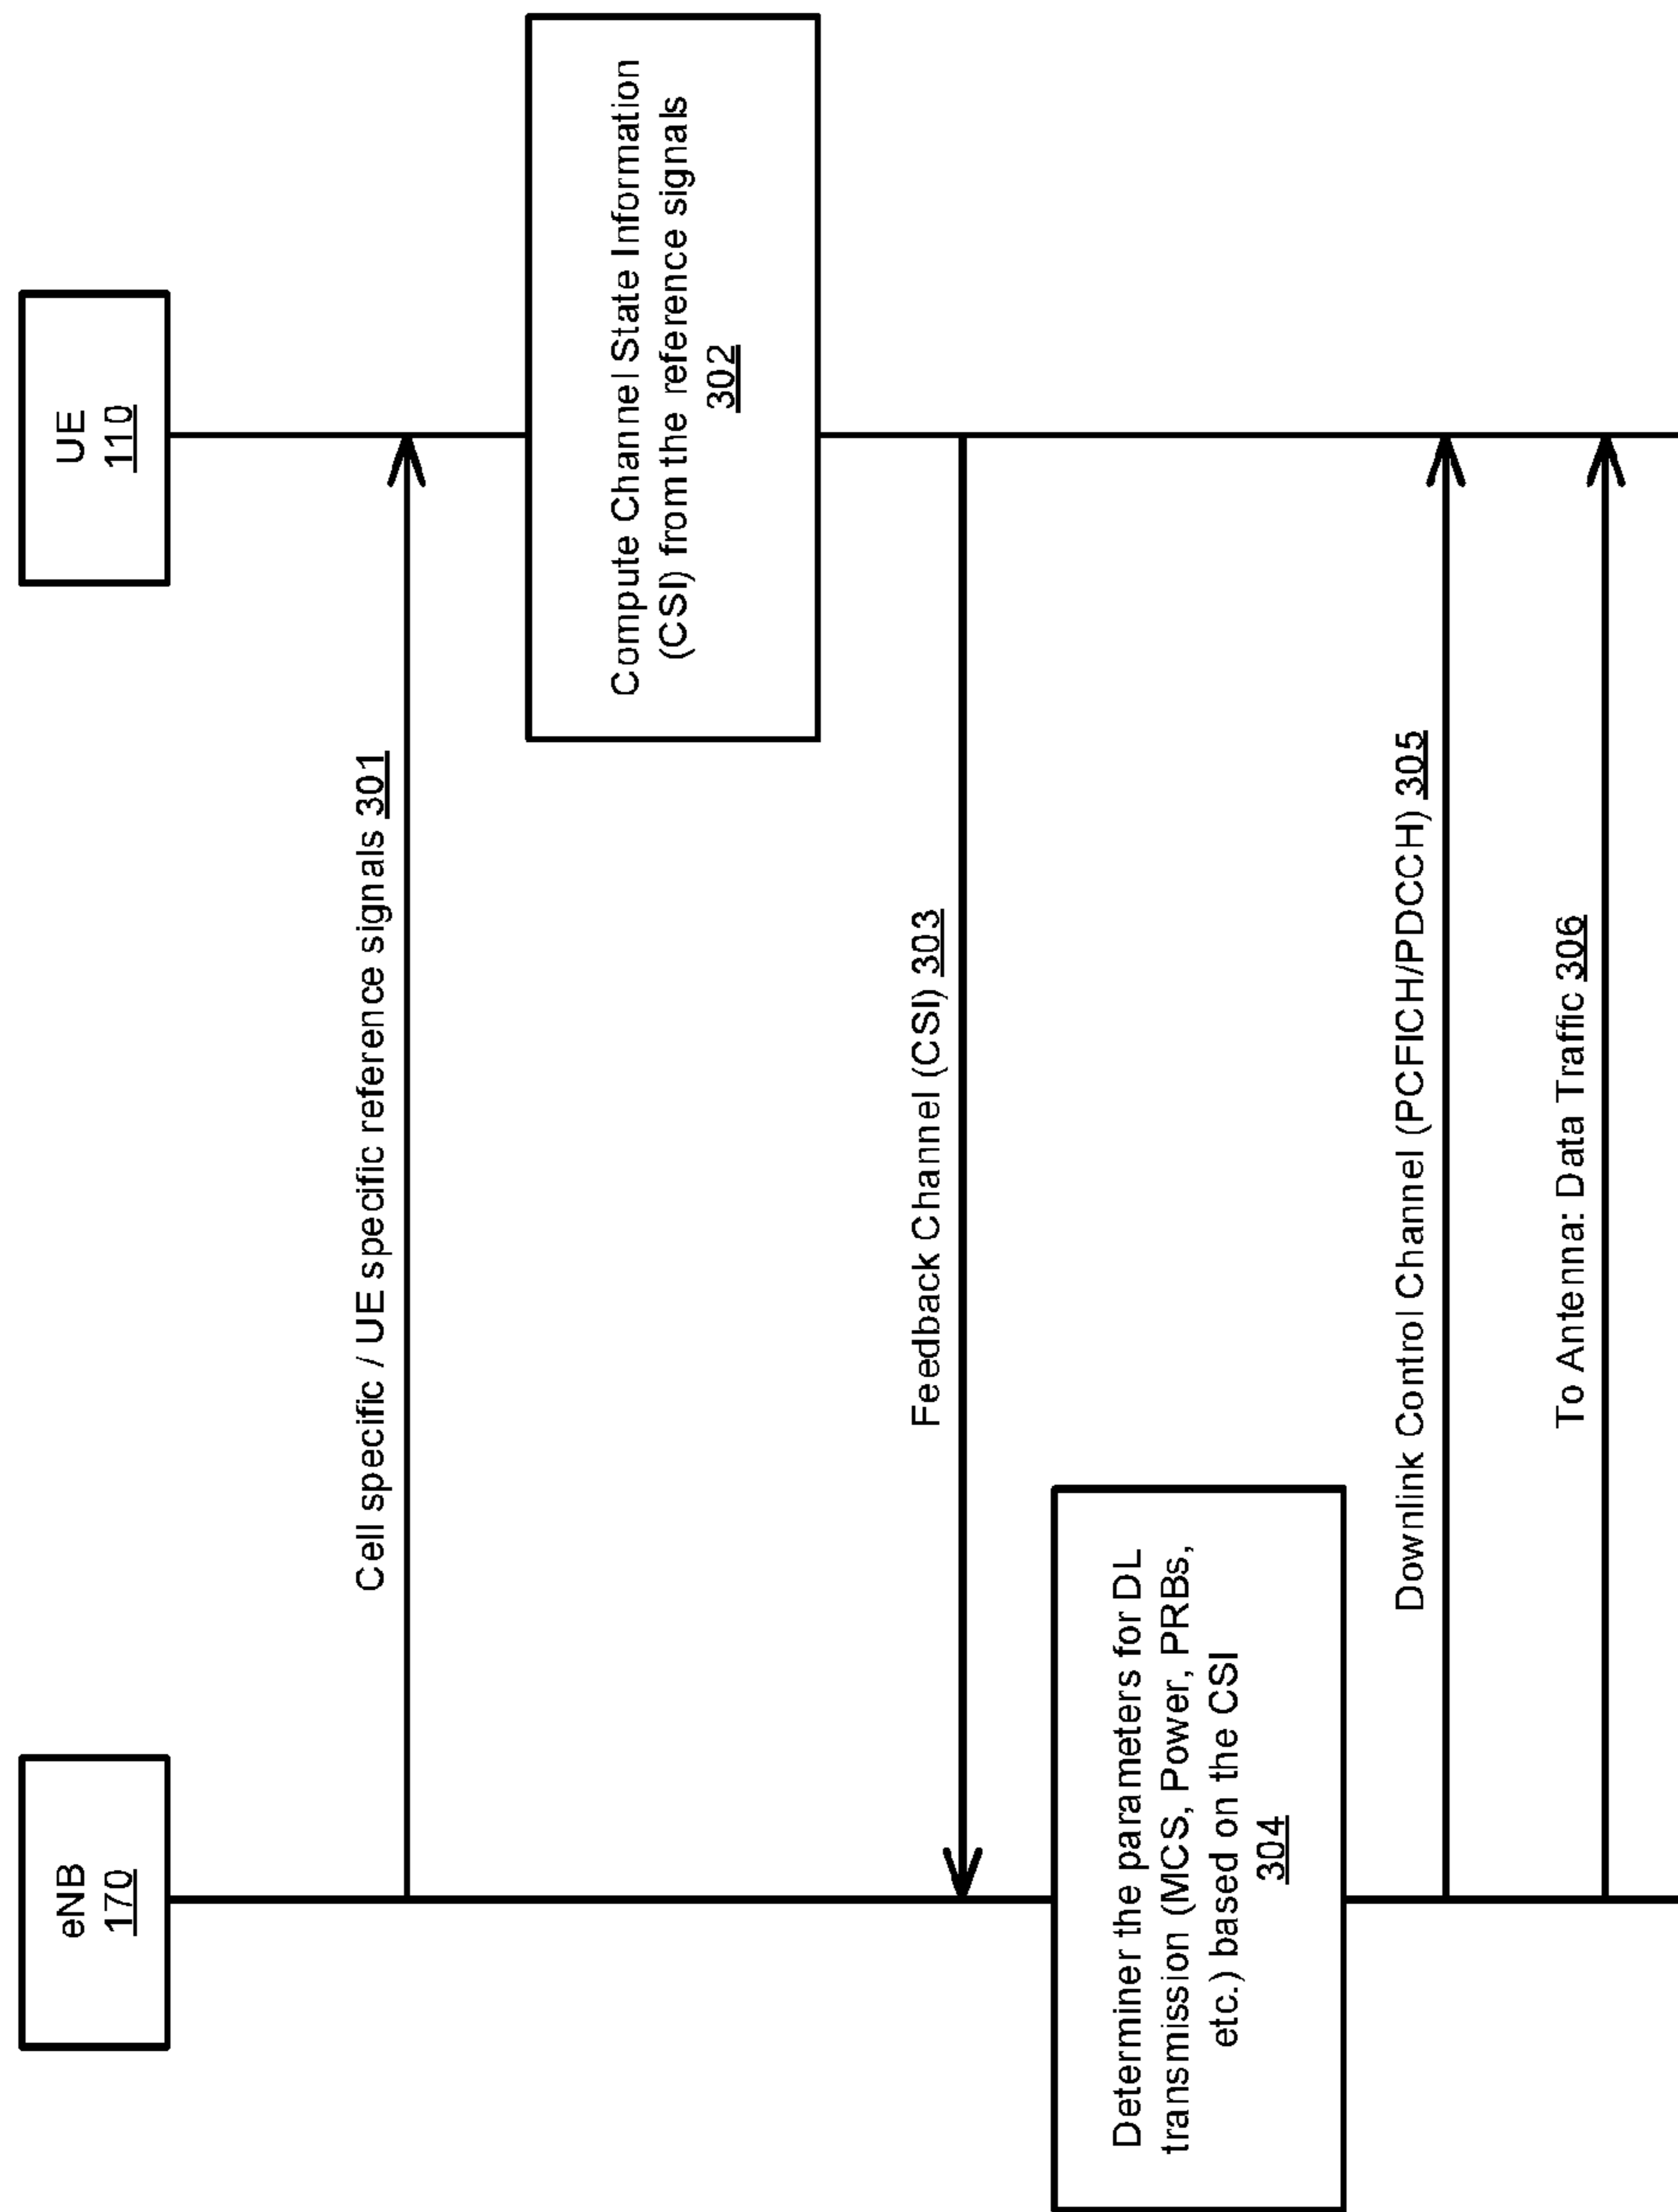 eNB
170
UE
110
Cell specific / UE specific reference signals 301
Compute Channel State Information
(CSI) from the reference signals
302
Feedback Channel (CSI) 303
Determiner the parameters for DL
transmission (MCS, Power, PRBs,
etc.) based on the CSI
304
Downlink Control Channel (PCFICH/PDCCH) 305
To Antenna: Data Traffic 306